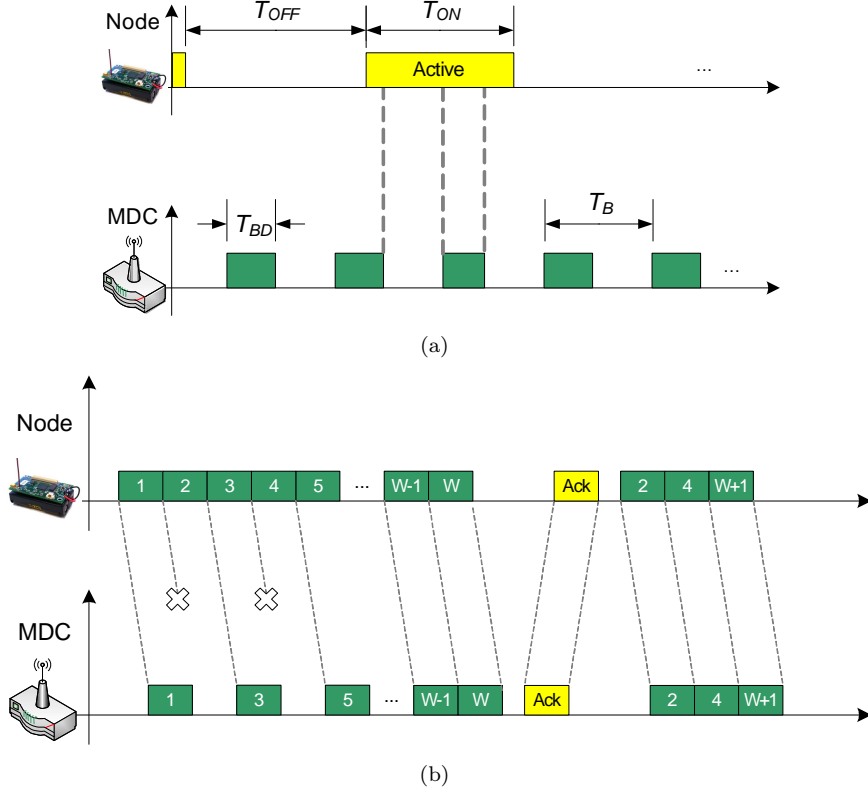 Node
T_OFF
T_ON
Active
...
MDC
T_BD
T_B
...
(a)
Node
1 2 3 4 5 ... W-1 W Ack 2 4 W+1
MDC
1 3 5 ... W-1 W Ack 2 4 W+1
(b)